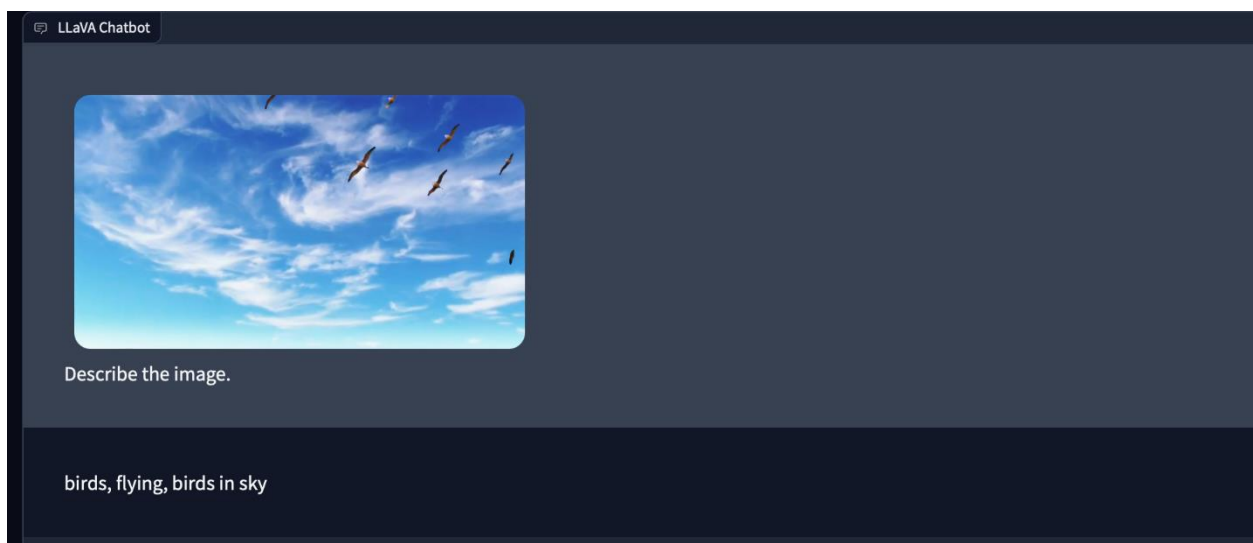 LLaVA Chatbot
Describe the image.
birds, flying, birds in sky